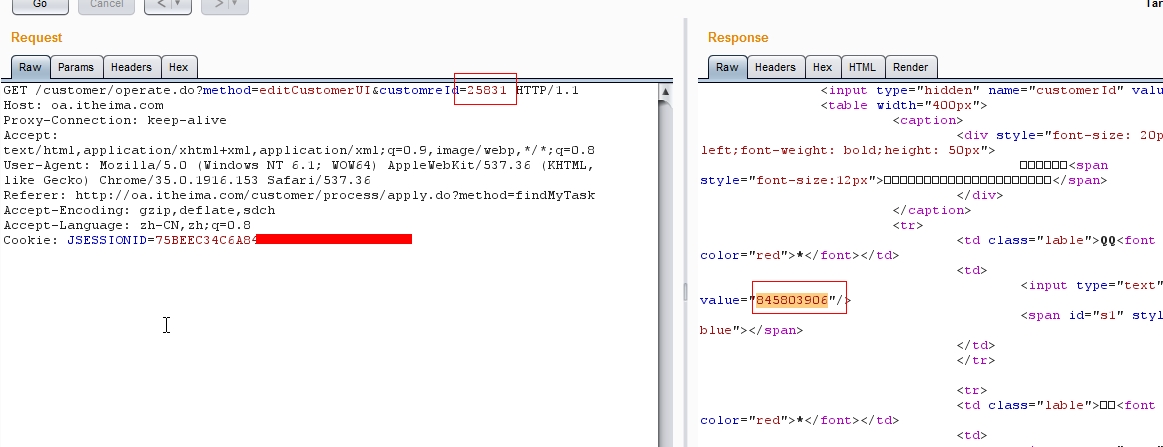 Go
Cancel
<
>
Tar
Request
Response
Raw Params Headers Hex
Raw Headers Hex HTML Render
GET /customer/operate.do?method=editCustomerUI&customreId=25831 HTTP/1.1
Host: oa.itheima.com
Proxy-Connection: keep-alive
Accept:
text/html,application/xhtml+xml,application/xml;q=0.9,image/webp,*/*;q=0.8
User-Agent: Mozilla/5.0 (Windows NT 6.1; WOW64) AppleWebKit/537.36 (KHTML,
like Gecko) Chrome/35.0.1916.153 Safari/537.36
Referer: http://oa.itheima.com/customer/process/apply.do?method=findMyTask
Accept-Encoding: gzip,deflate,sdch
Accept-Language: zh-CN,zh;q=0.8
Cookie: JSESSIONID=75BEEC34C6A84
<input type="hidden" name="customerId" valu
<table width="400px">
<caption>
<div style="font-size: 20p
left;font-weight: bold;height: 50px">
□□□□□□<span
style="font-size:12px">□□□□□□□□□□□□□□□□□□□□□</span>
</div>
</caption>
<tr>
<td class="lable">QQ<font
color="red">*</font></td>
<td>
<input type="text"
value="845803906"/>
<span id="s1" styl
blue"></span>
</td>
</tr>
<tr>
<td class="lable">□□<font
color="red">*</font></td>
<td>